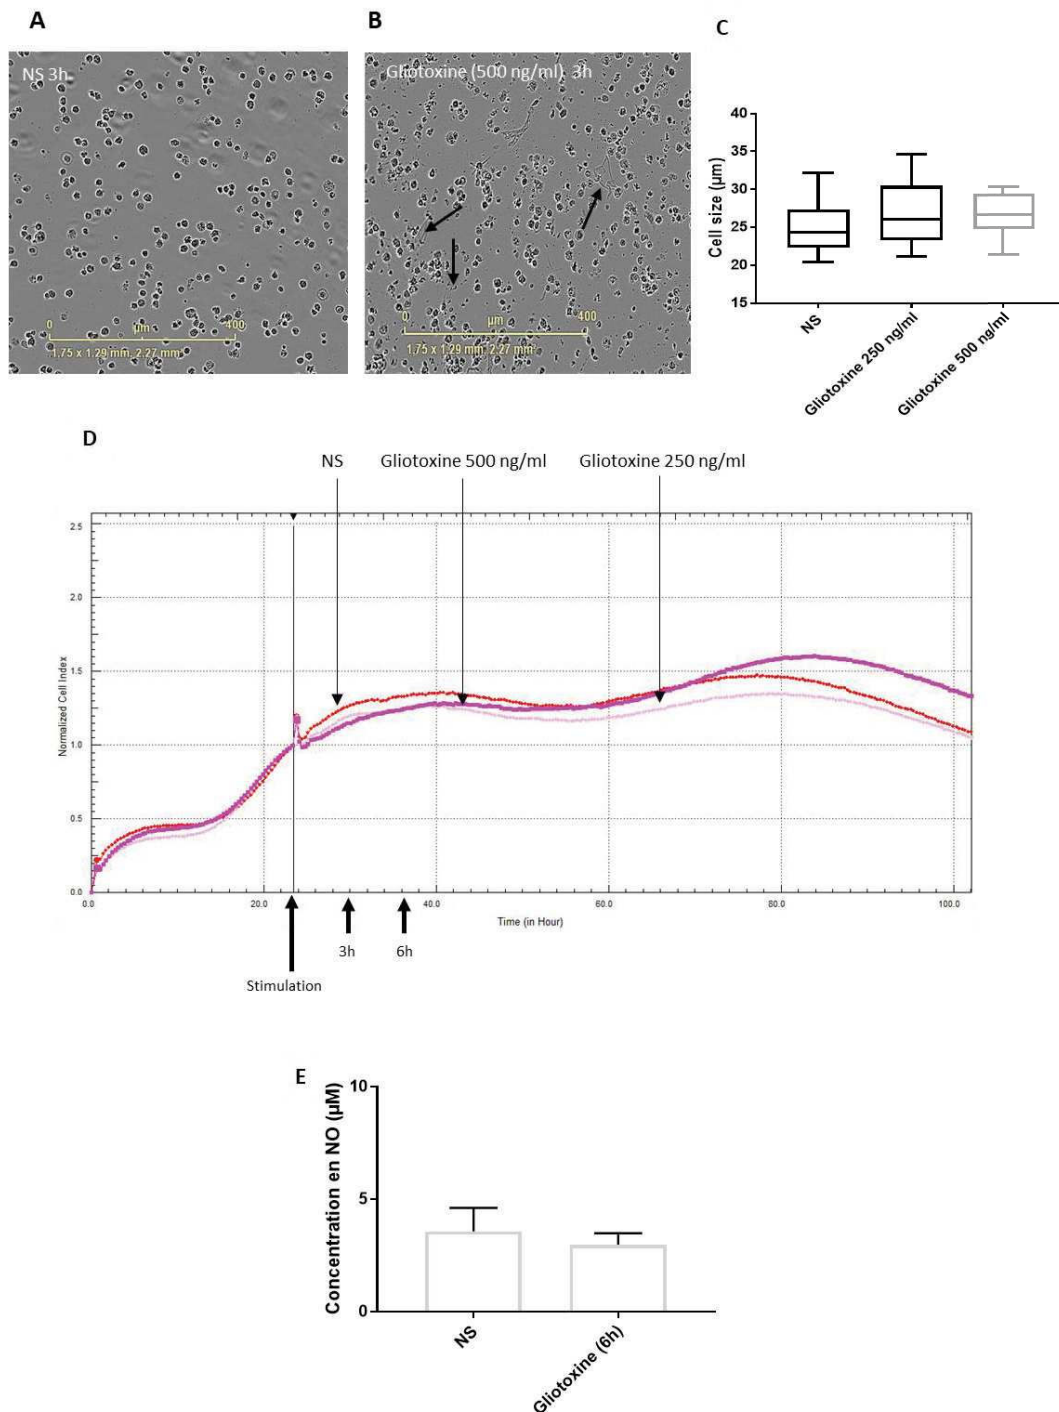 A
B
C
NS 3h
Gliotoxine (500 ng/ml) 3h
0
µm
400
1,75 x 1.29 mm 2.27 mm
0
µm
400
1,75 x 1.29 mm 2.27 mm
Cell size (µm)
40
35
30
25
20
15
NS
Gliotoxine 250 ng/ml
Gliotoxine 500 ng/ml
D
NS
Gliotoxine 500 ng/ml
Gliotoxine 250 ng/ml
Normalized Cell Index
2.5
2.0
1.5
1.0
0.5
0.0
0.0
20.0
40.0
60.0
80.0
100.0
Time (in Hour)
3h
6h
Stimulation
E
Concentration en NO (µM)
10
5
0
NS
Gliotoxine (6h)